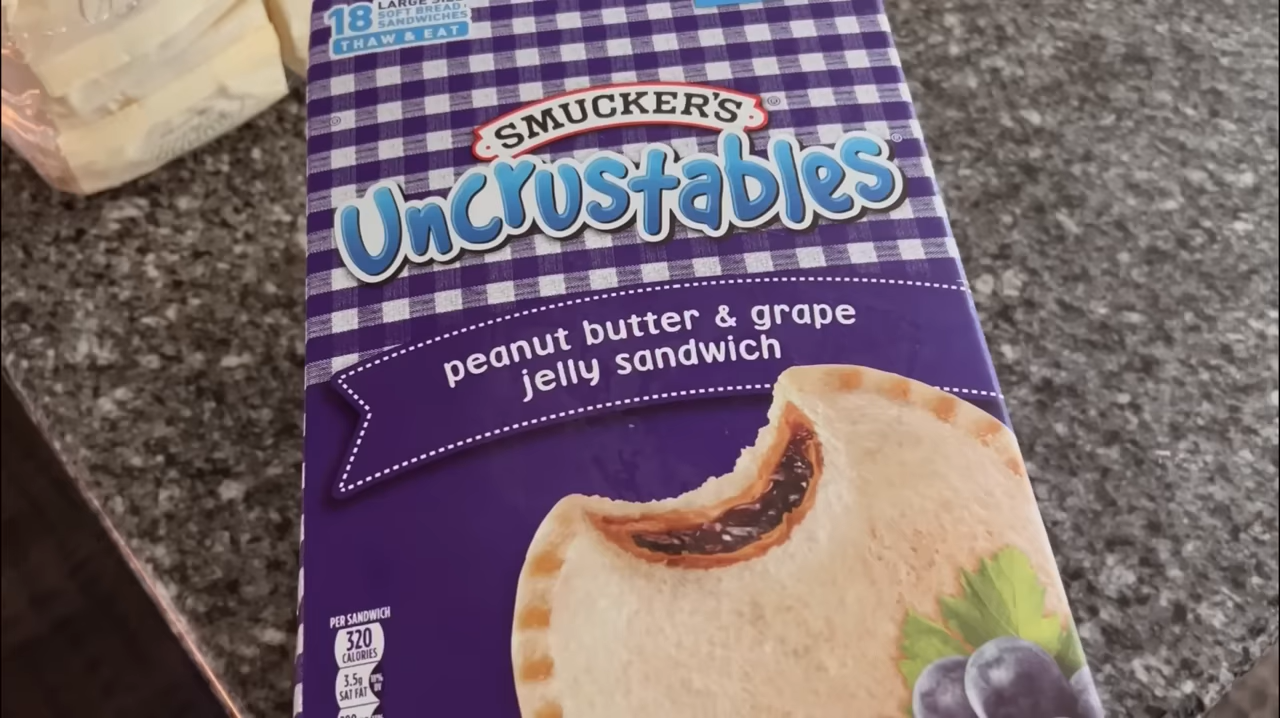 18 LARGE SIZE
SOFT BREAD
SANDWICHES
THAW & EAT
SMUCKER'S
UnCrustables
peanut butter & grape
jelly sandwich
PER SANDWICH
320
CALORIES
3.5g
SAT FAT